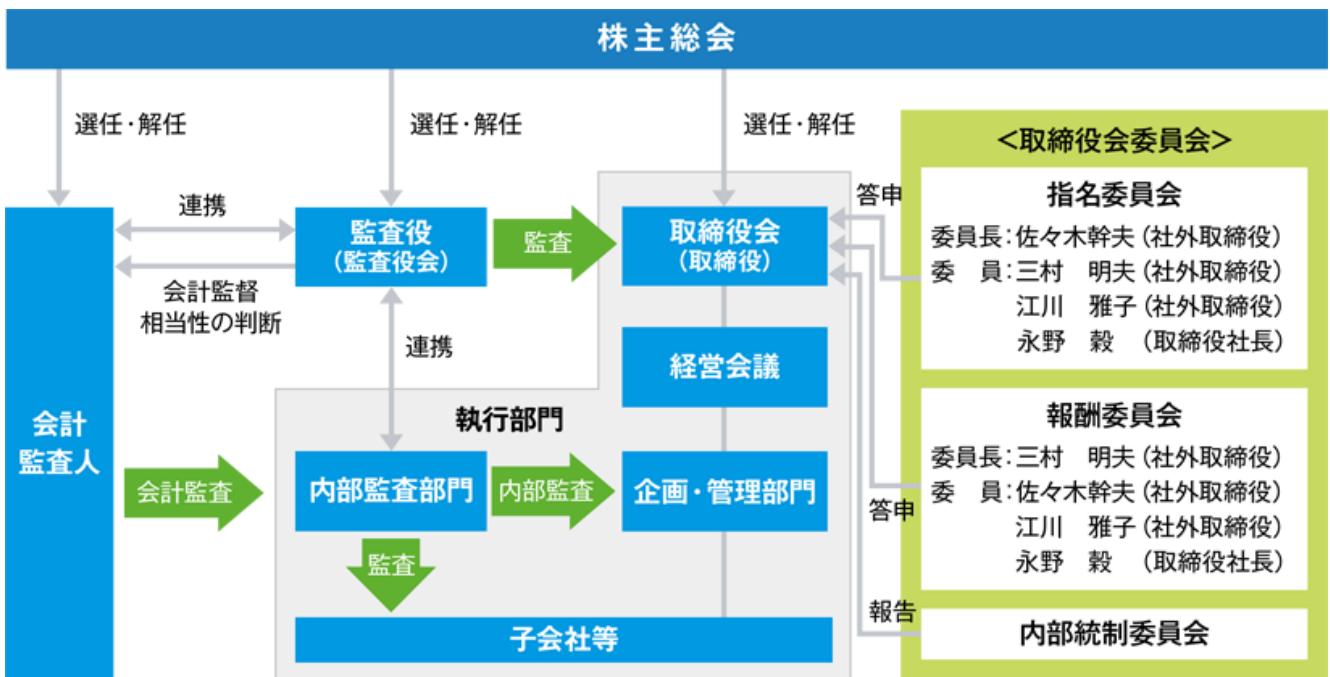 株主総会
選任・解任
選任・解任
選任・解任
<取締役会委員会>
指名委員会
委員長：佐々木幹夫（社外取締役）
委　員：三村　明夫（社外取締役）
江川　雅子（社外取締役）
永野　毅　（取締役社長）
答申
連携
監査役
（監査役会）
監査
取締役会
（取締役）
会計監督
相当性の判断
連携
経営会議
執行部門
会計
監査人
会計監査
内部監査部門
内部監査
企画・管理部門
監査
子会社等
報酬委員会
委員長：三村　明夫（社外取締役）
委　員：佐々木幹夫（社外取締役）
江川　雅子（社外取締役）
永野　毅　（取締役社長）
答申
報告
内部統制委員会